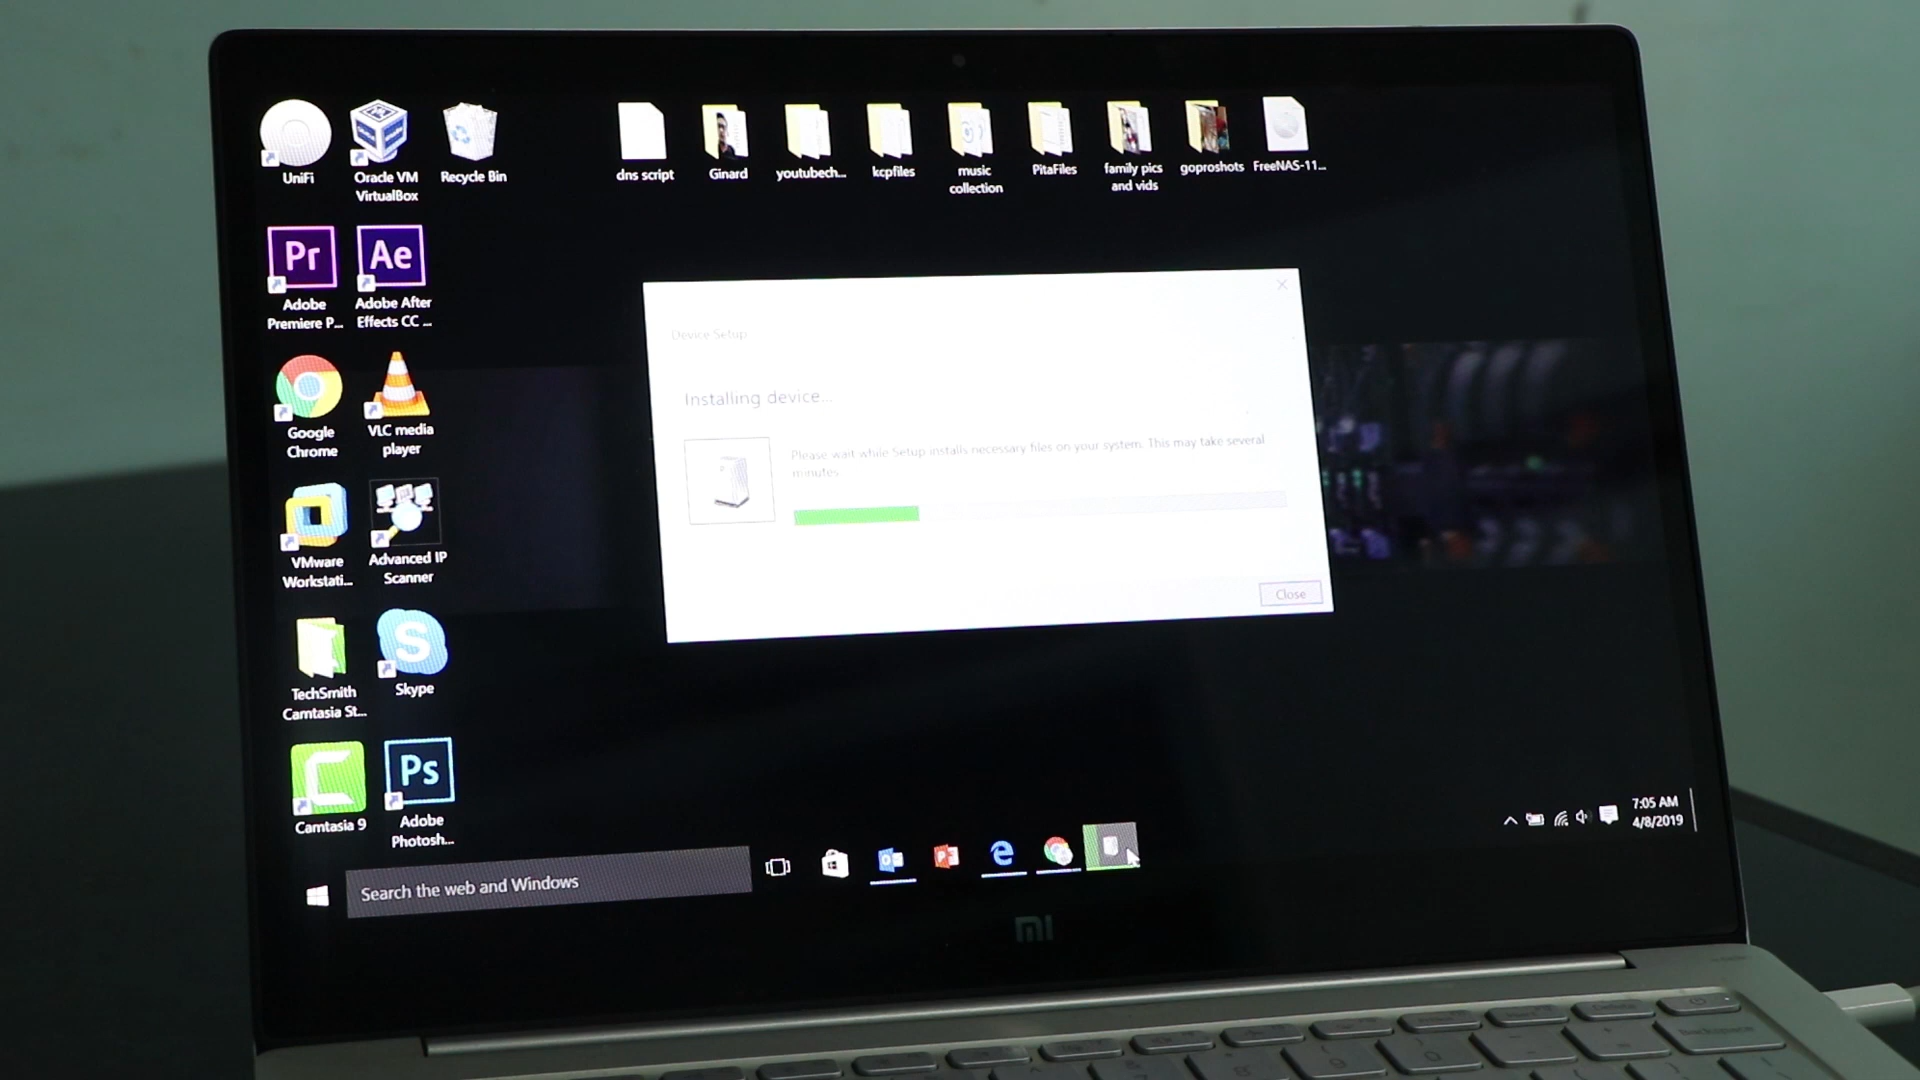 UniFi
Oracle VM
VirtualBox
Recycle Bin
dns script
Ginard
youtubech...
kcpfiles
music
collection
PitaFiles
family pics
and vids
goproshots
FreeNAS-11...
Pr
Adobe
Premiere P...
Ae
Adobe After
Effects CC ...
Google
Chrome
VLC media
player
VMware
Workstati...
Advanced IP
Scanner
TechSmith
Camtasia St...
Skype
Camtasia 9
Ps
Adobe
Photosh...
Device Setup
Installing device...
Please wait while Setup installs necessary files on your system. This may take several
minutes.
Close
Search the web and Windows
7:05 AM
4/8/2019
mi
backspace